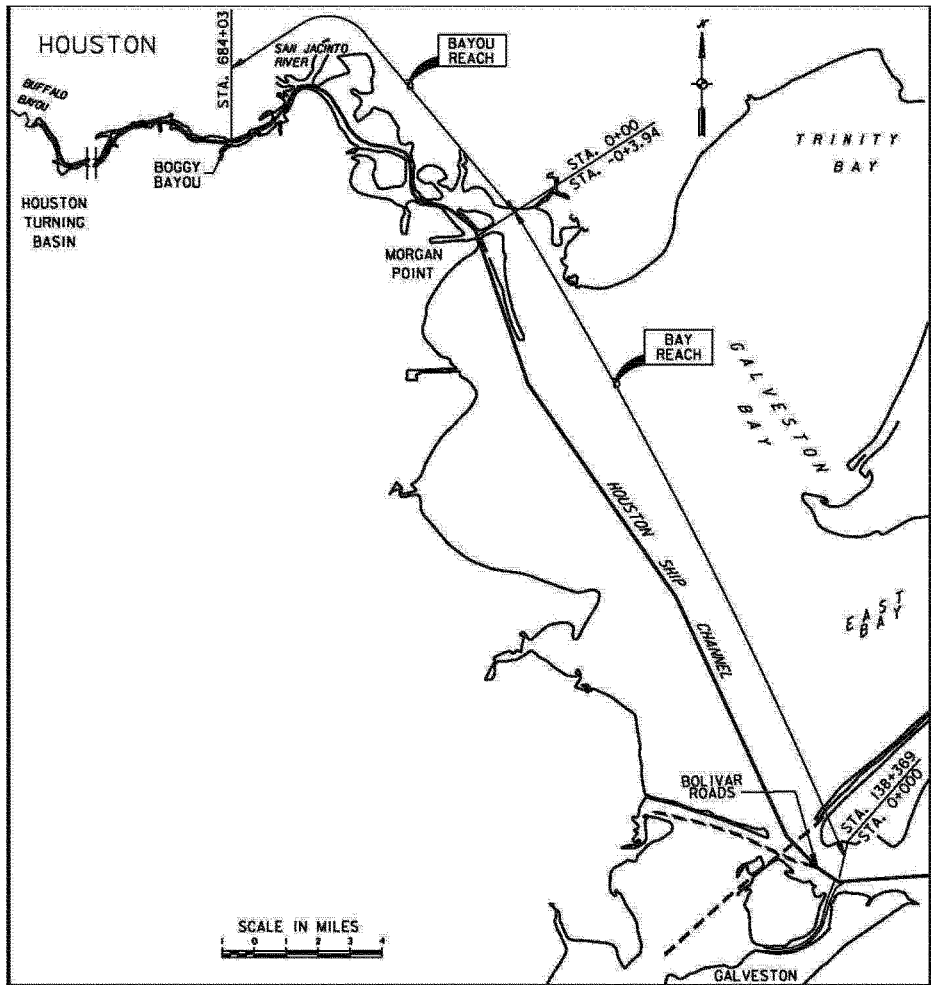 HOUSTON
STA. 684+03
SAN JACINTO
RIVER
BAYOU
REACH
N
BUFFALO
BAYOU
BOGGY
BAYOU
STA. 0+00
STA. -0+3.94
TRINITY
BAY
HOUSTON
TURNING
BASIN
MORGAN
POINT
BAY
REACH
GALVESTON
BAY
HOUSTON
SHIP
CHANNEL
EAST
BAY
BOLIVAR
ROADS
STA. 138+369
STA. 0+000
SCALE IN MILES
1 0 1 2 3 4
GALVESTON